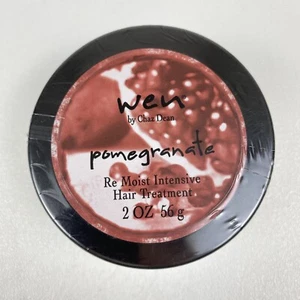 wen
by Chaz Dean
pomegranate
Re Moist Intensive
Hair Treatment
2 OZ 56 g